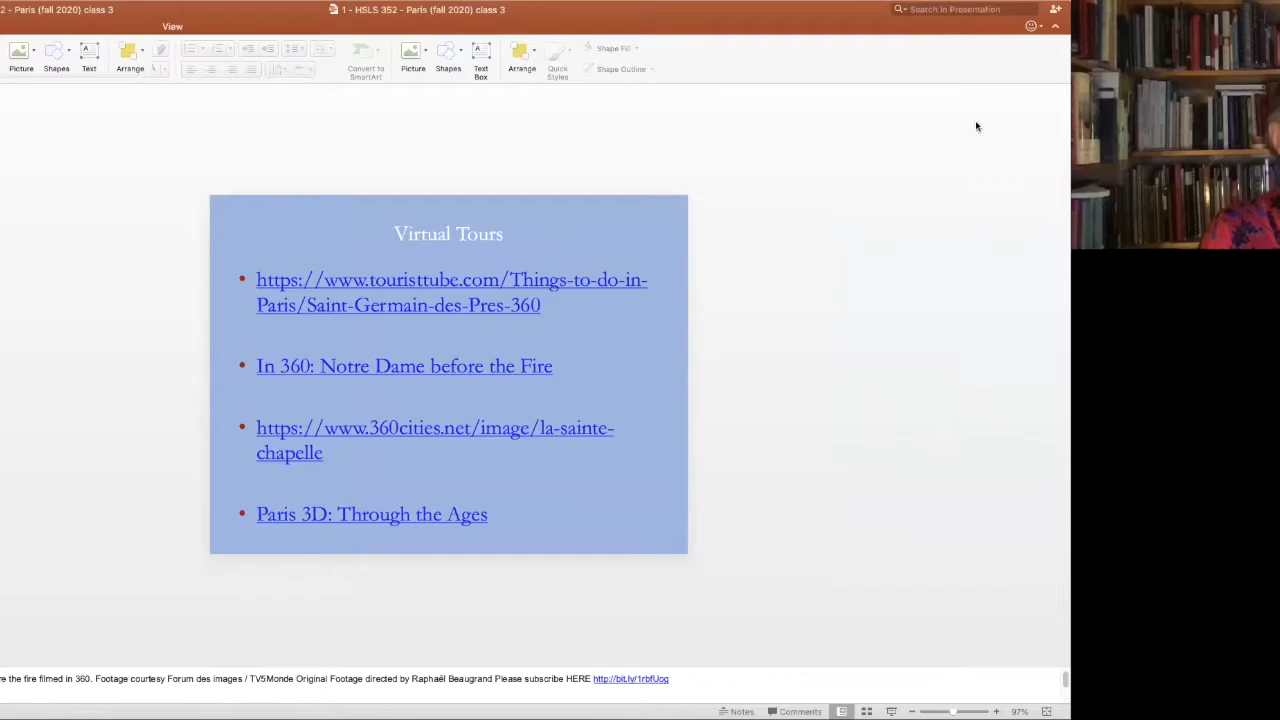 2 - Paris (fall 2020) class 3
1 - HSLS 352 - Paris (fall 2020) class 3
Search in Presentation
View
Picture
Shapes
Text
Arrange
Convert to
SmartArt
Picture
Shapes
Text
Box
Arrange
Quick
Styles
Shape Fill
Shape Outline
Virtual Tours
• https://www.touristtube.com/Things-to-do-in-
Paris/Saint-Germain-des-Pres-360
• In 360: Notre Dame before the Fire
• https://www.360cities.net/image/la-sainte-
chapelle
• Paris 3D: Through the Ages
re the fire filmed in 360. Footage courtesy Forum des images / TV5Monde Original Footage directed by Raphaël Beaugrand Please subscribe HERE http://bit.ly/1rbfUog
Notes
Comments
97%